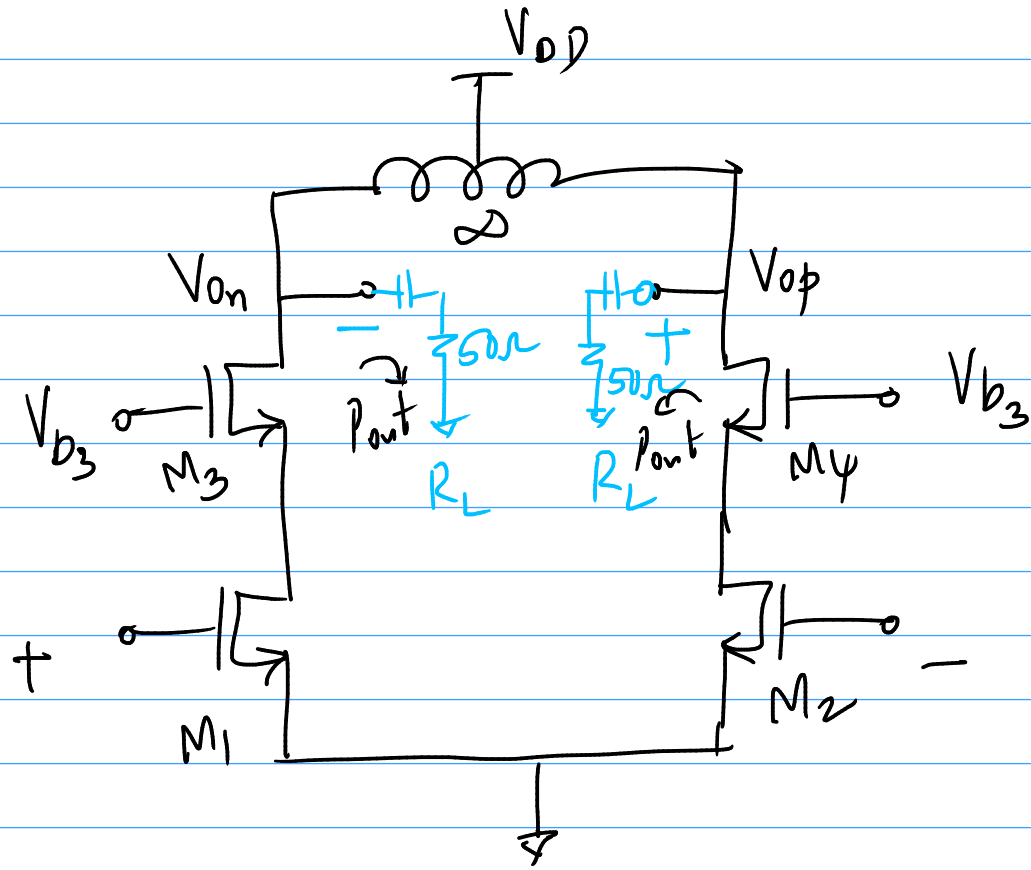 VDD
∞
Von
Vop
−
+
50Ω
50Ω
Vb3
Vb3
Pout
Pout
M3
M4
RL
RL
+
−
M1
M2